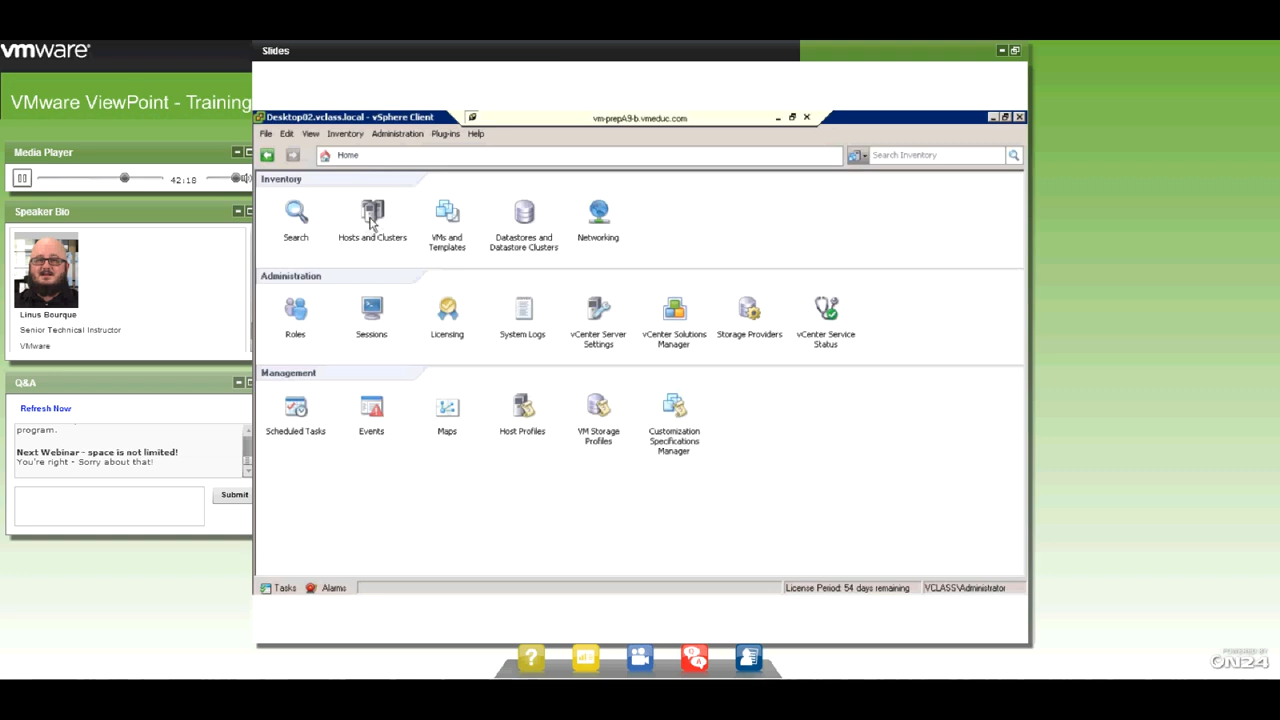 vmware®
Slides
VMware ViewPoint - Training
Desktop02.vclass.local - vSphere Client
vm-prepA9-b.vmeduc.com
File Edit View Inventory Administration Plug-ins Help
Media Player
Home
Search Inventory
42:18
Inventory
Speaker Bio
Search
Hosts and Clusters
VMs and
Templates
Datastores and
Datastore Clusters
Networking
Administration
Linus Bourque
Senior Technical Instructor
VMware
Roles
Sessions
Licensing
System Logs
vCenter Server
Settings
vCenter Solutions
Manager
Storage Providers
vCenter Service
Status
Management
Q&A
Refresh Now
program.
Next Webinar - space is not limited!
You're right - Sorry about that!
Submit
Scheduled Tasks
Events
Maps
Host Profiles
VM Storage
Profiles
Customization
Specifications
Manager
Tasks Alarms
License Period: 54 days remaining
VCLASS\Administrator
POWERED BY
ON24